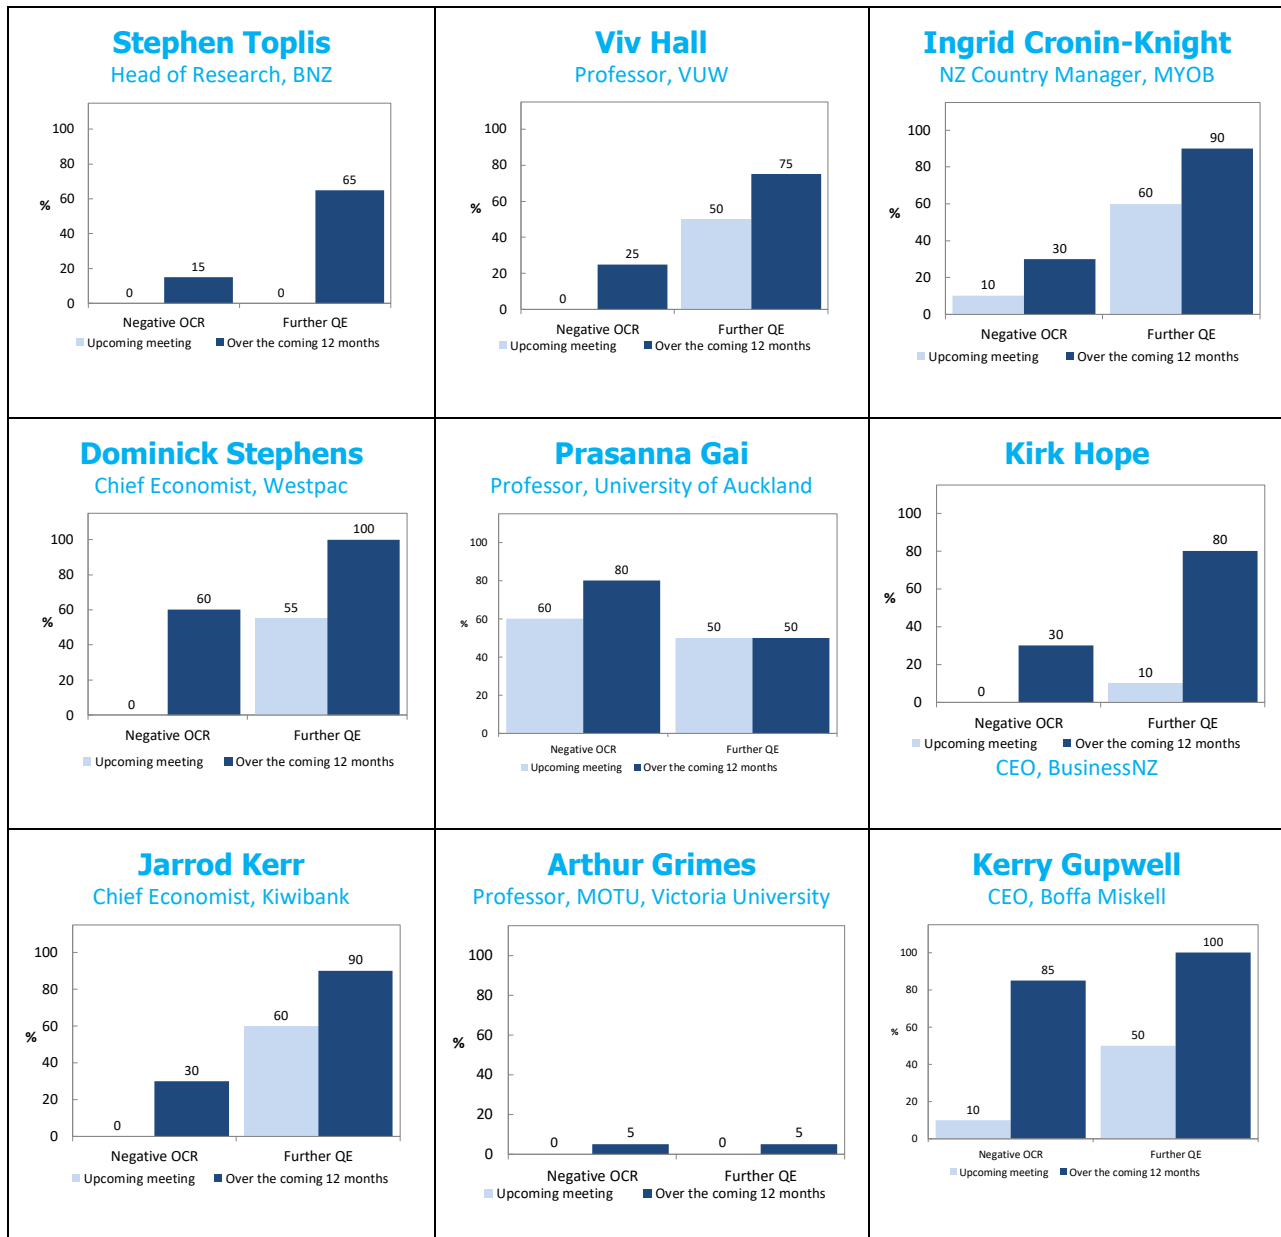 Stephen Toplis
Head of Research, BNZ
100
80
60
%
40
20
0
0
15
0
65
Negative OCR
Further QE
Upcoming meeting
Over the coming 12 months
Viv Hall
Professor, VUW
100
80
60
%
40
20
0
0
25
50
75
Negative OCR
Further QE
Upcoming meeting
Over the coming 12 months
Ingrid Cronin-Knight
NZ Country Manager, MYOB
100
80
60
%
40
20
0
10
30
60
90
Negative OCR
Further QE
Upcoming meeting
Over the coming 12 months
Dominick Stephens
Chief Economist, Westpac
100
80
60
%
40
20
0
0
60
55
100
Negative OCR
Further QE
Upcoming meeting
Over the coming 12 months
Prasanna Gai
Professor, University of Auckland
100
80
60
%
40
20
0
60
80
50
50
Negative OCR
Further QE
Upcoming meeting
Over the coming 12 months
Kirk Hope
100
80
60
%
40
20
0
0
30
10
80
Negative OCR
Further QE
Upcoming meeting
Over the coming 12 months
CEO, BusinessNZ
Jarrod Kerr
Chief Economist, Kiwibank
100
80
60
%
40
20
0
0
30
60
90
Negative OCR
Further QE
Upcoming meeting
Over the coming 12 months
Arthur Grimes
Professor, MOTU, Victoria University
100
80
60
%
40
20
0
0
5
0
5
Negative OCR
Further QE
Upcoming meeting
Over the coming 12 months
Kerry Gupwell
CEO, Boffa Miskell
100
80
60
%
40
20
0
10
85
50
100
Negative OCR
Further QE
Upcoming meeting
Over the coming 12 months